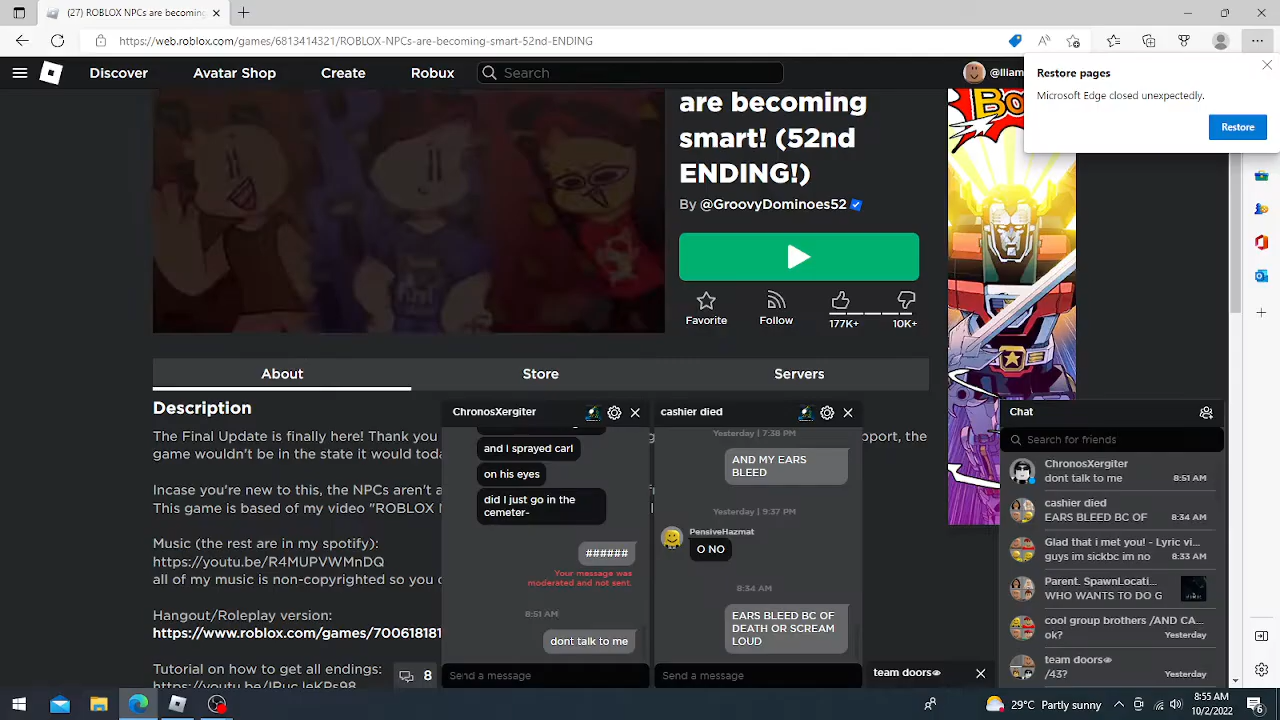 (27) ROBLOX NPCs are becoming
https://web.roblox.com/games/6813414321/ROBLOX-NPCs-are-becoming-smart-52nd-ENDING
Discover
Avatar Shop
Create
Robux
Search
Restore pages
Microsoft Edge closed unexpectedly.
Restore
are becoming
smart! (52nd
ENDING!)
By @GroovyDominoes52
Favorite
Follow
177K+
10K+
About
Store
Servers
Description
The Final Update is finally here! Thank you
port, the
game wouldn't be in the state it would toda
Incase you're new to this, the NPCs aren't a
This game is based of my old "ROBLOX
Music (the rest are in my spotify):
https://youtu.be/R4MUPVWMnDQ
all of my music is non-copyrighted so you c
Hangout/Roleplay version:
https://www.roblox.com/games/700618181
Tutorial on how to get all endings:
8
ChronosXergiter
and I sprayed carl
on his eyes
did I just go in the
cemeter-
######
Your message was
moderated and not sent.
8:51 AM
dont talk to me
Send a message
cashier died
Yesterday | 7:38 PM
AND MY EARS
BLEED
Yesterday | 9:37 PM
PensiveHazmat
O NO
8:34 AM
EARS BLEED BC OF
DEATH OR SCREAM
LOUD
Send a message
team doors
Chat
Search for friends
ChronosXergiter
dont talk to me 8:51 AM
cashier died
EARS BLEED BC OF 8:34 AM
Glad that i met you! - Lyric vi...
guys im sickbc im no 8:33 AM
Parent. SpawnLocati...
WHO WANTS TO DO G
cool group brothers /AND CA...
ok? Yesterday
team doors
/43? Yesterday
29°C Partly sunny
8:55 AM
10/2/2022
6